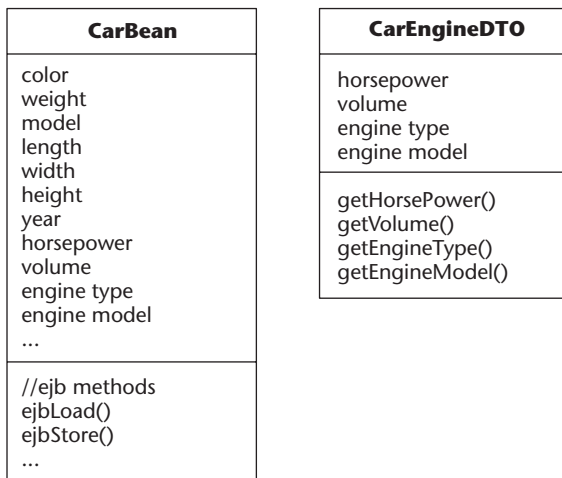 CarBean
color
weight
model
length
width
height
year
horsepower
volume
engine type
engine model
...
//ejb methods
ejbLoad()
ejbStore()
...
CarEngineDTO
horsepower
volume
engine type
engine model
getHorsePower()
getVolume()
getEngineType()
getEngineModel()